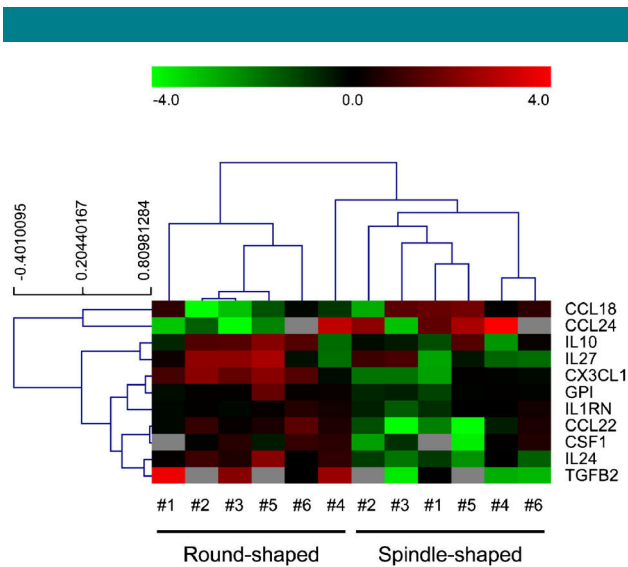 -4.0 0.0 4.0
-0.4010095
0.20440167
0.80981284
CCL18
CCL24
IL10
IL27
CX3CL1
GPI
IL1RN
CCL22
CSF1
IL24
TGFB2
#1 #2 #3 #5 #6 #4 #2 #3 #1 #5 #4 #6
Round-shaped Spindle-shaped